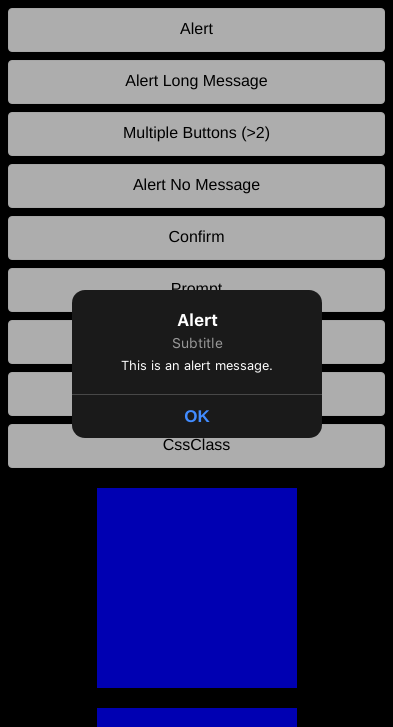 Alert
Alert Long Message
Multiple Buttons (>2)
Alert No Message
Confirm
Prompt
Alert
Subtitle
This is an alert message.
OK
CssClass